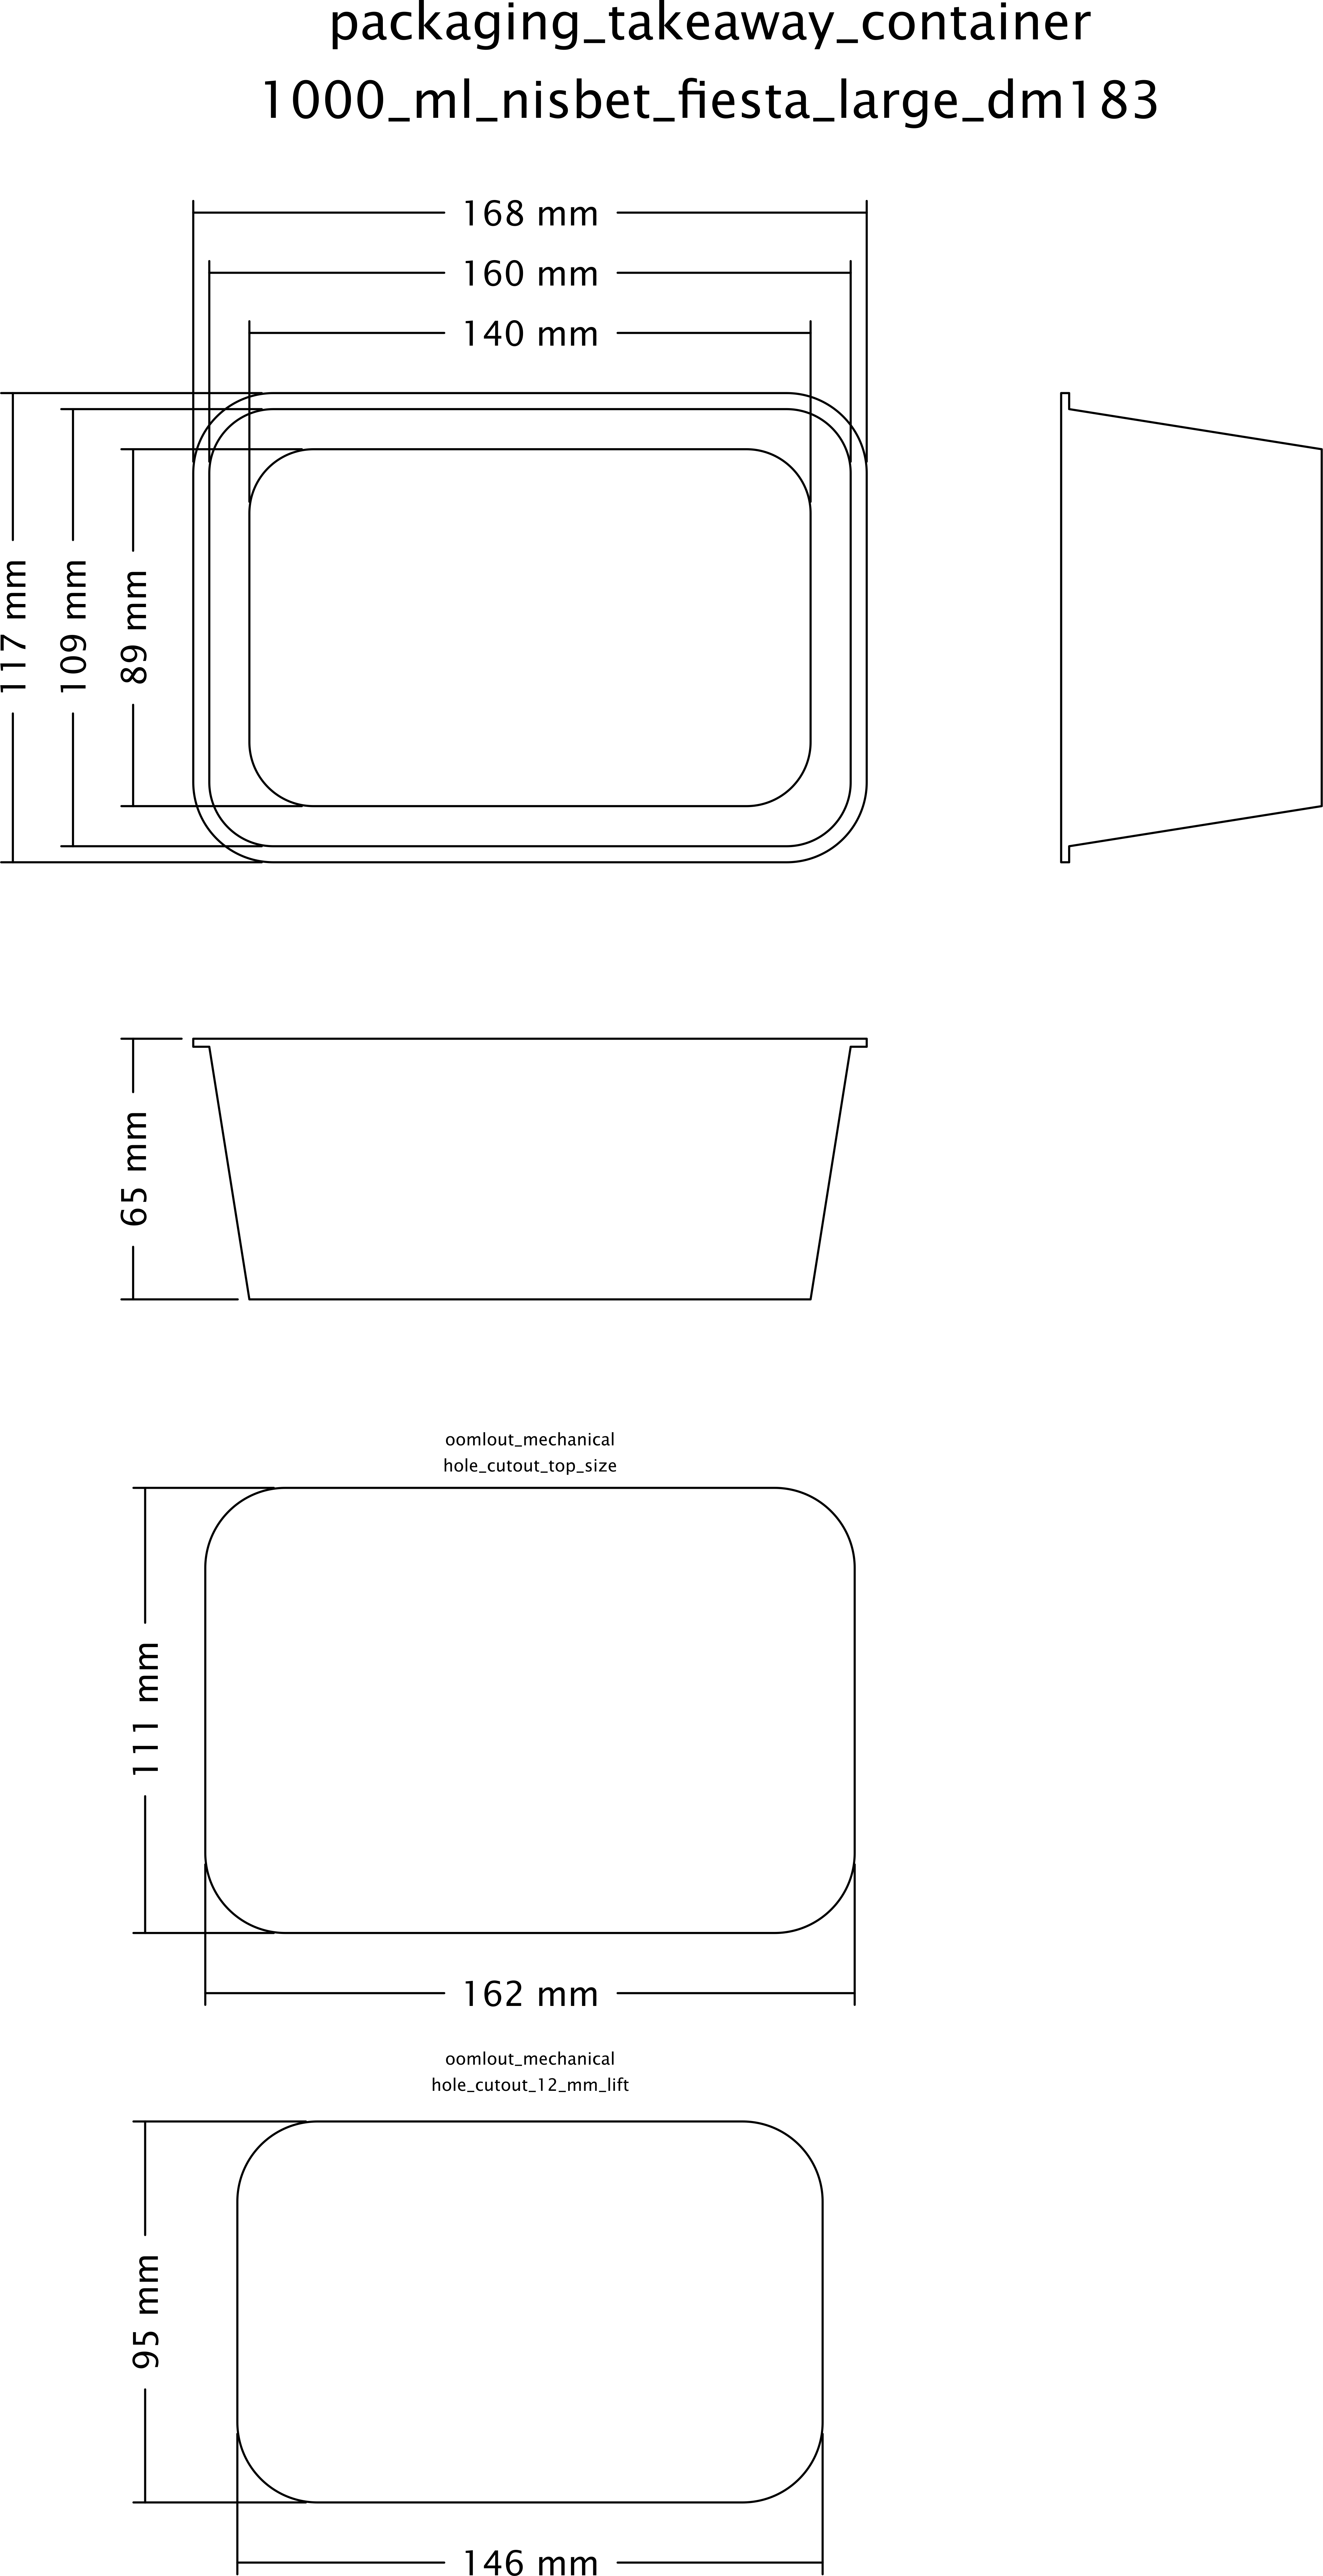 packaging_takeaway_container
1000_ml_nisbet_fiesta_large_dm183
168 mm
160 mm
140 mm
117 mm
109 mm
89 mm
65 mm
oomlout_mechanical
hole_cutout_top_size
111 mm
162 mm
oomlout_mechanical
hole_cutout_12_mm_lift
95 mm
146 mm